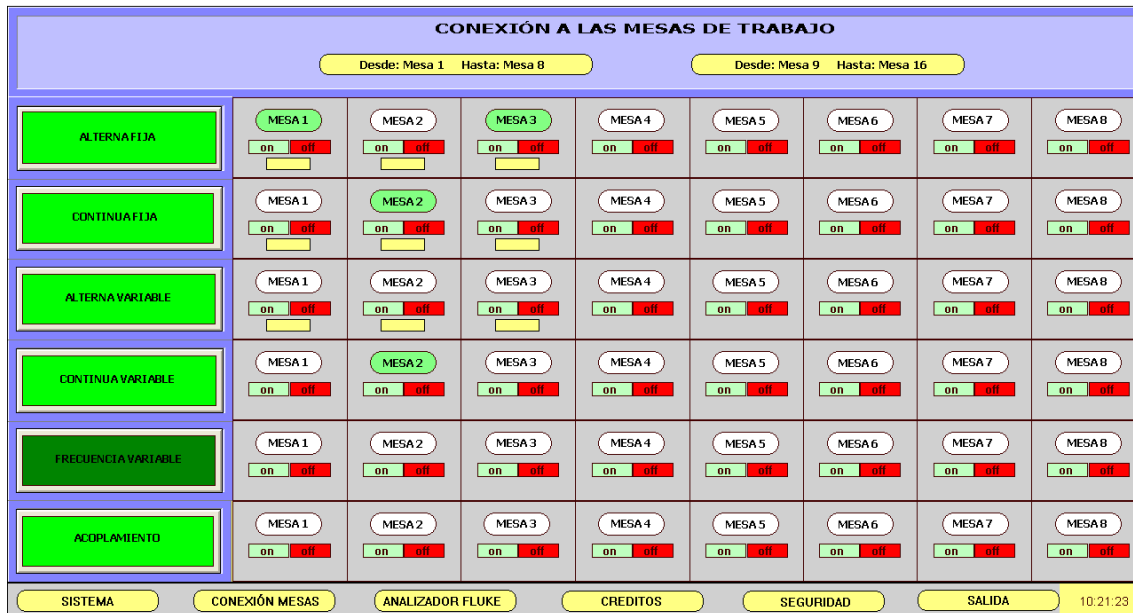 CONEXIÓN A LAS MESAS DE TRABAJO
Desde: Mesa 1 Hasta: Mesa 8 Desde: Mesa 9 Hasta: Mesa 16
ALTERNA FIJA MESA 1 MESA 2 MESA 3 MESA 4 MESA 5 MESA 6 MESA 7 MESA 8
on off on off on off on off on off on off on off on off
CONTINUA FIJA MESA 1 MESA 2 MESA 3 MESA 4 MESA 5 MESA 6 MESA 7 MESA 8
on off on off on off on off on off on off on off on off
ALTERNA VARIABLE MESA 1 MESA 2 MESA 3 MESA 4 MESA 5 MESA 6 MESA 7 MESA 8
on off on off on off on off on off on off on off on off
CONTINUA VARIABLE MESA 1 MESA 2 MESA 3 MESA 4 MESA 5 MESA 6 MESA 7 MESA 8
on off on off on off on off on off on off on off on off
FRECUENCIA VARIABLE MESA 1 MESA 2 MESA 3 MESA 4 MESA 5 MESA 6 MESA 7 MESA 8
on off on off on off on off on off on off on off on off
ACOPLAMIENTO MESA 1 MESA 2 MESA 3 MESA 4 MESA 5 MESA 6 MESA 7 MESA 8
on off on off on off on off on off on off on off on off
SISTEMA CONEXIÓN MESAS ANALIZADOR FLUKE CREDITOS SEGURIDAD SALIDA 10:21:23